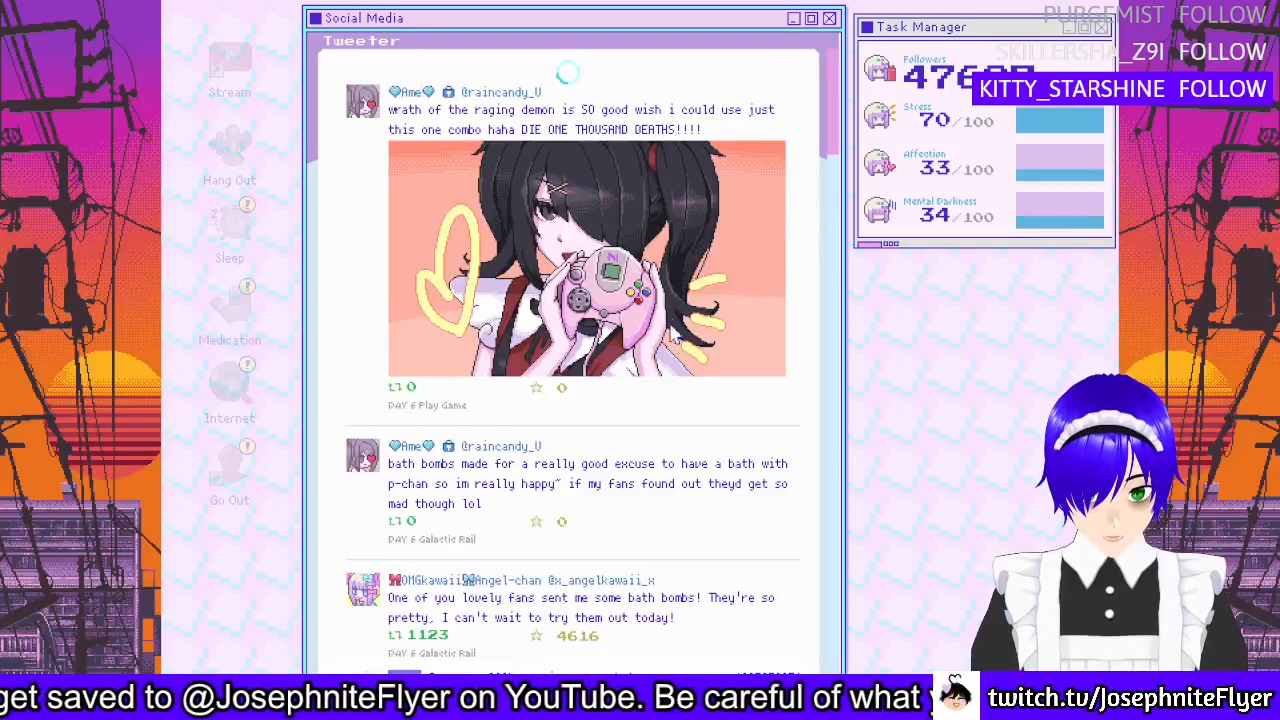 Social Media
Tweeter
Ame @raincandy_U
wrath of the raging demon is SO good wish i could use just
this one combo haha DIE ONE THOUSAND DEATHS!!!!
N
0 0
DAY 6 Play Game
Ame @raincandy_U
bath bombs made for a really good excuse to have a bath with
p-chan so im really happy~ if my fans found out theyd get so
mad though lol
0 0
DAY 6 Galactic Rail
OMGkawaii Angel-chan @x_angelkawaii_x
One of you lovely fans sent me some bath bombs! They're so
pretty, I can't wait to try them out today!
1123 4616
DAY 6 Galactic Rail
Stream
Hang Out
Sleep
Medication
Internet
Go Out
Task Manager
Followers
Stress
70/100
Affection
33/100
Mental Darkness
34/100
PURGEMIST FOLLOW
SKILLERSHA_Z9I FOLLOW
KITTY_STARSHINE FOLLOW
get saved to @JosephniteFlyer on YouTube. Be careful of what
twitch.tv/JosephniteFlyer